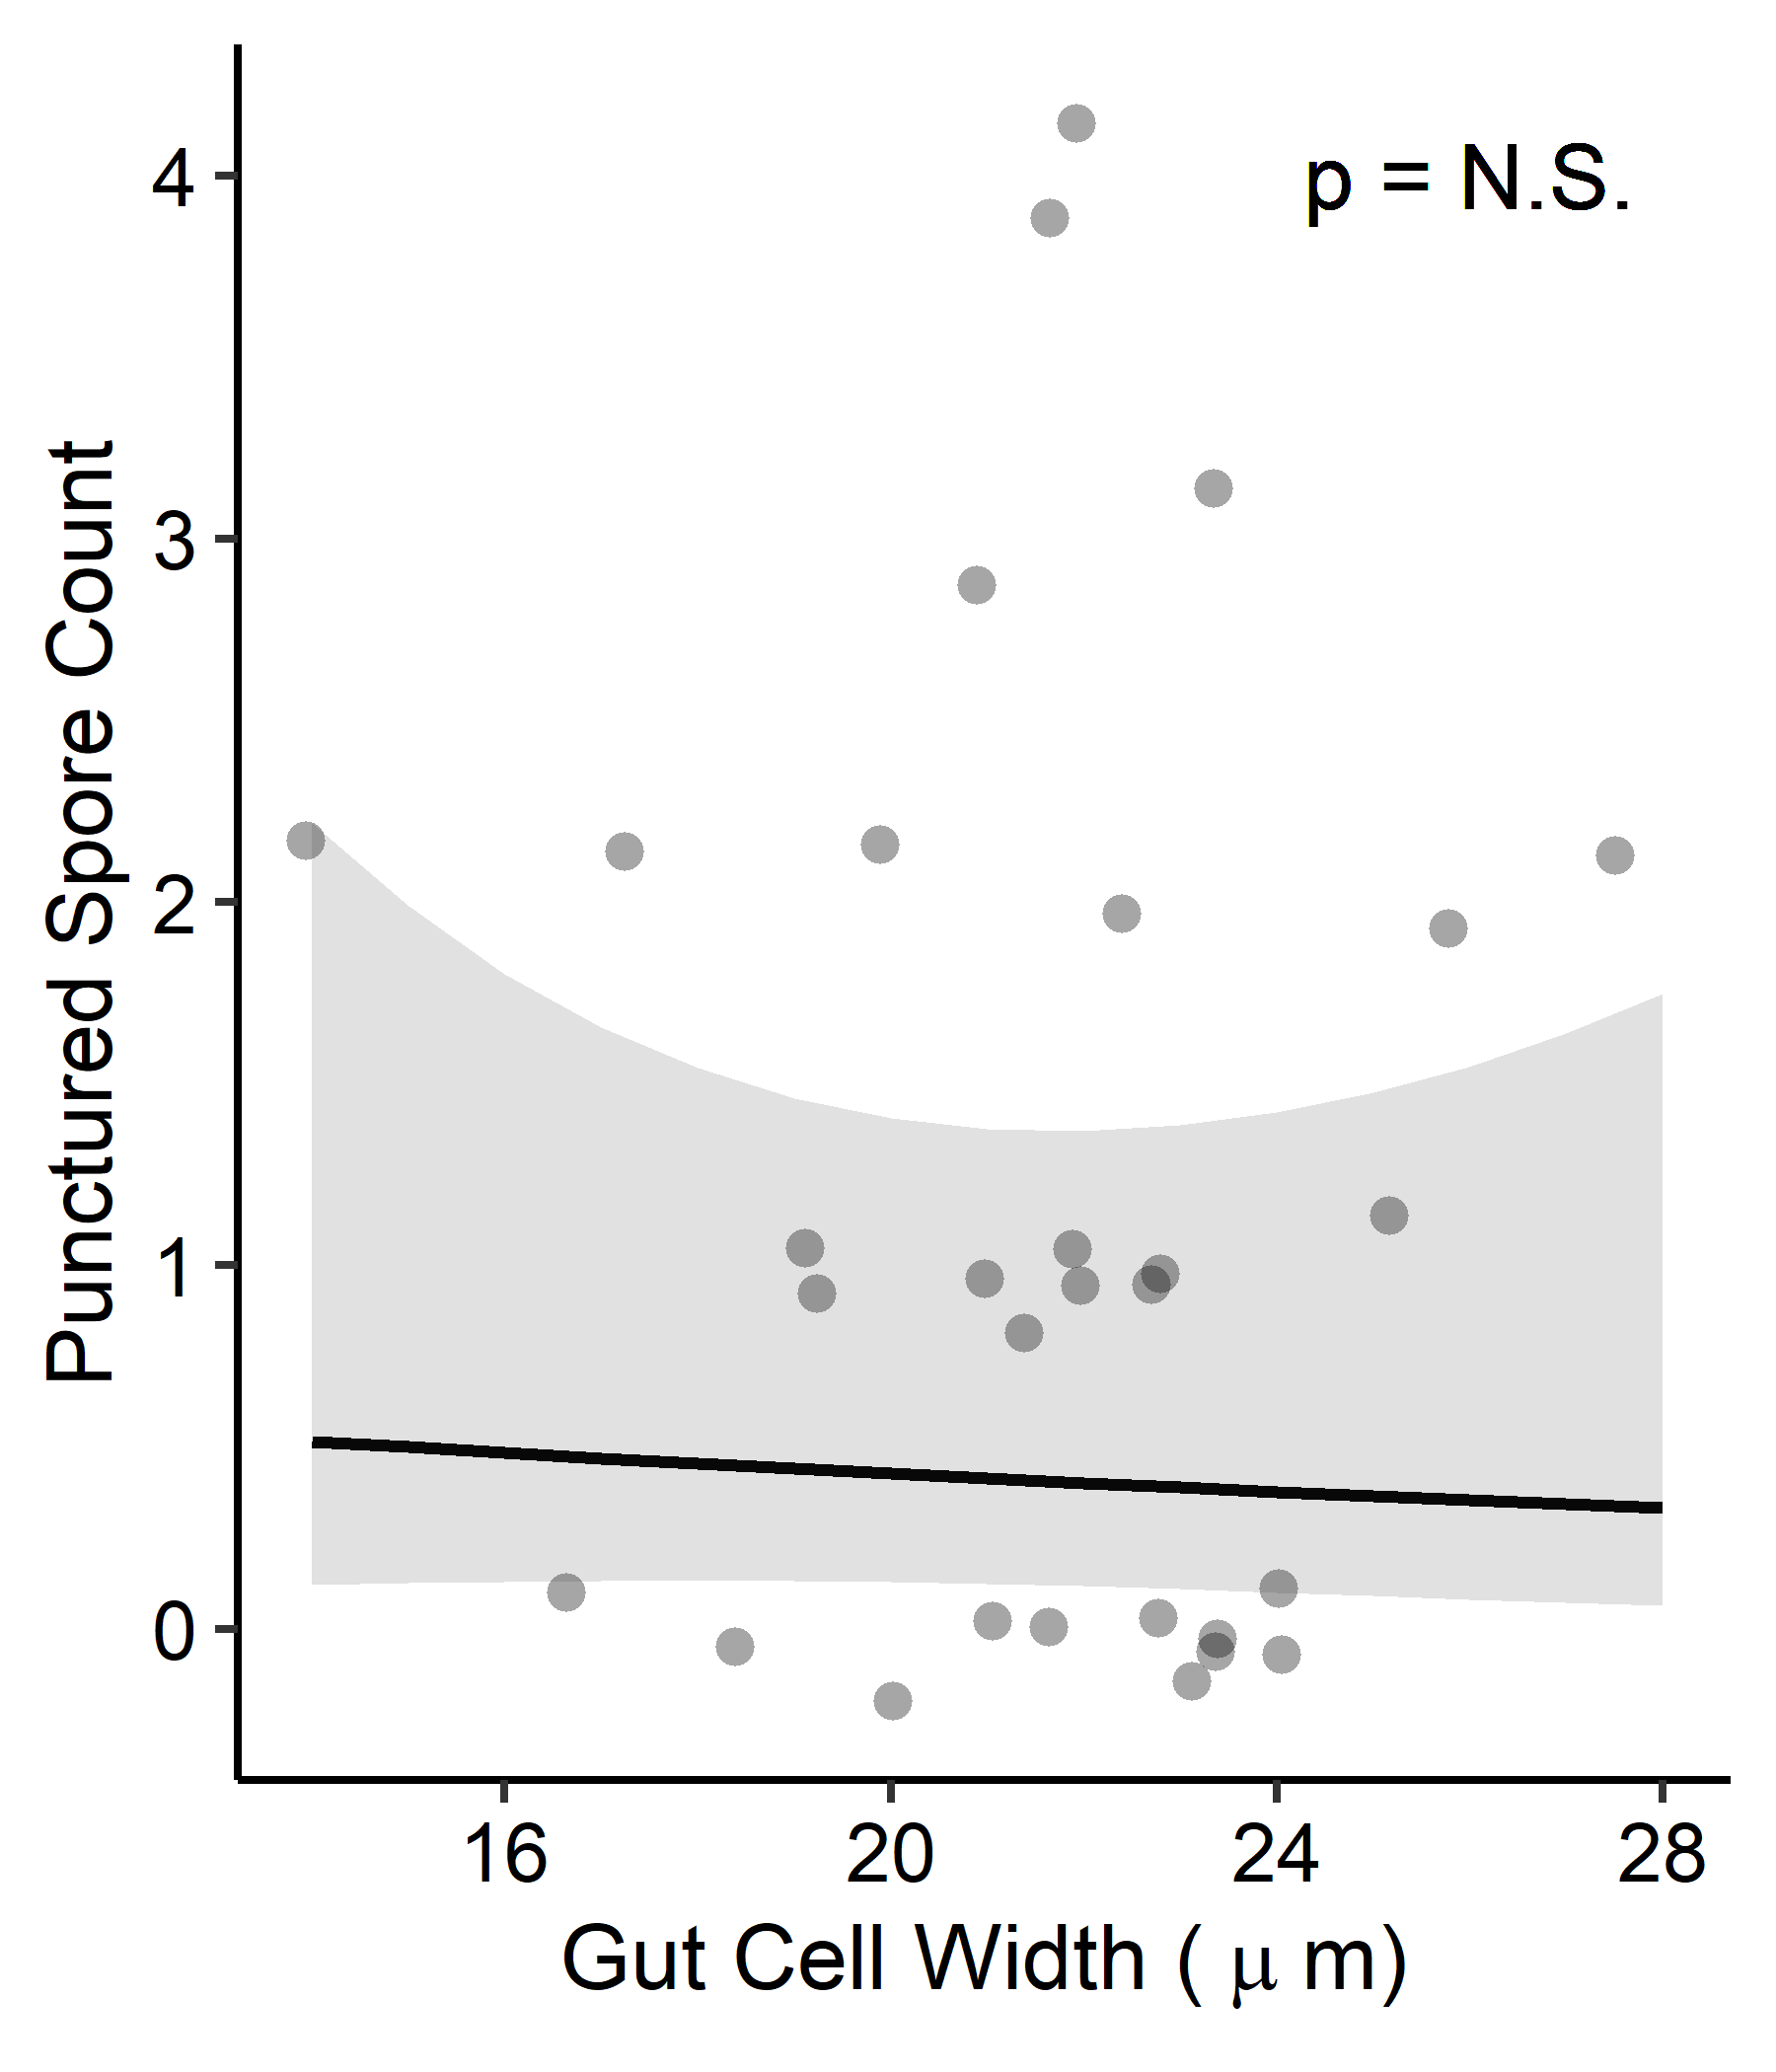 p = N.S.
4
3
2
1
0
Punctured Spore Count
16 20 24 28
Gut Cell Width ( μ m)